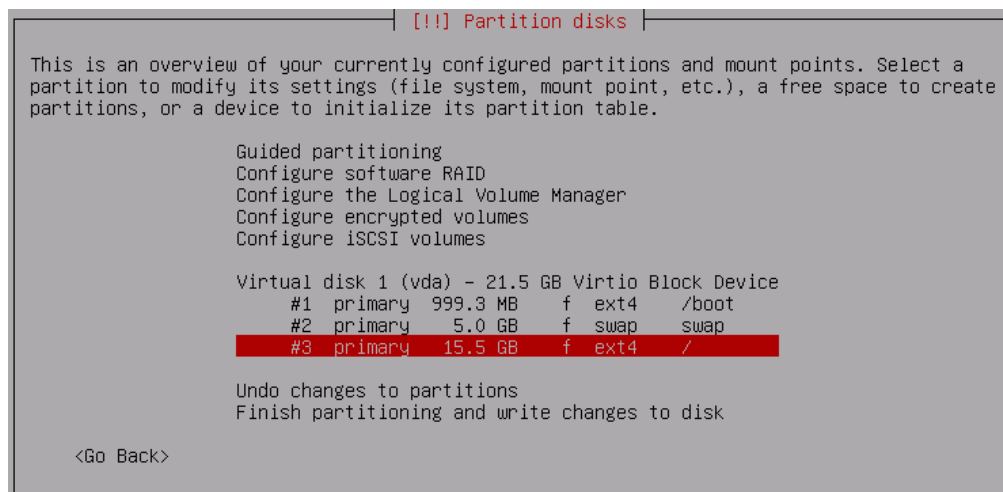 [!!] Partition disks
This is an overview of your currently configured partitions and mount points. Select a
partition to modify its settings (file system, mount point, etc.), a free space to create
partitions, or a device to initialize its partition table.
Guided partitioning
Configure software RAID
Configure the Logical Volume Manager
Configure encrypted volumes
Configure iSCSI volumes
Virtual disk 1 (vda) - 21.5 GB Virtio Block Device
#1 primary 999.3 MB f ext4 /boot
#2 primary 5.0 GB f swap swap
#3 primary 15.5 GB f ext4 /
Undo changes to partitions
Finish partitioning and write changes to disk
<Go Back>